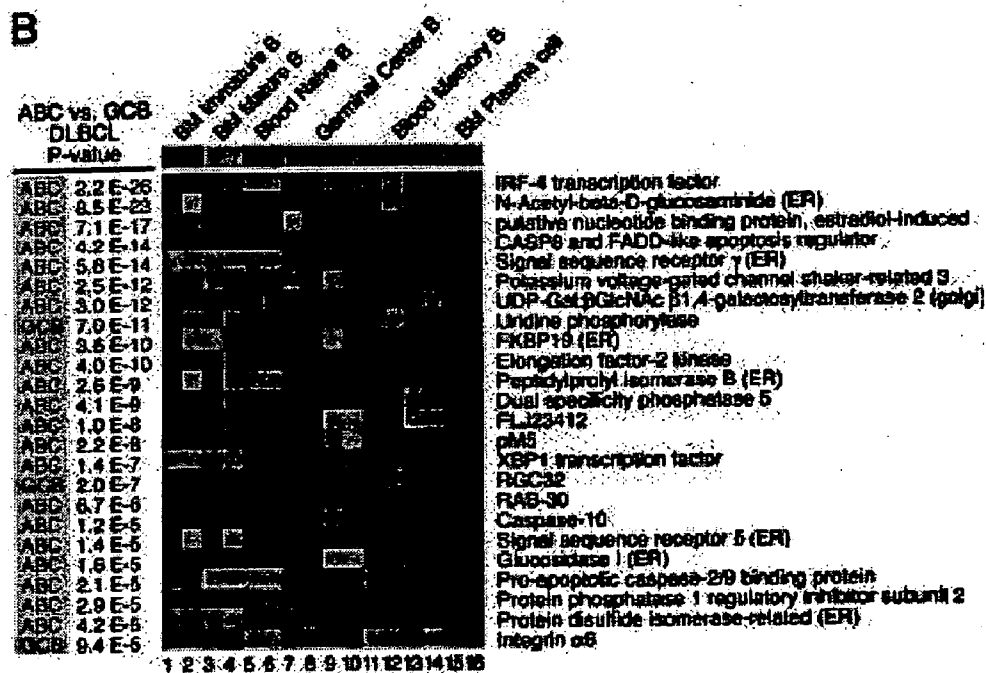 B
BM Immature B
BM Mature B
Blood Naive B
Germinal Center B
Blood Memory B
BM Plasma cell
ABC vs. GCB
DLBCL
P-value
ABC 2.2 E-26 IRF-4 transcription factor
ABC 8.5 E-23 N-Acetyl-beta-D-glucosaminide (ER)
ABC 7.1 E-17 putative nucleotide binding protein, estradiol-induced
ABC 4.2 E-14 CASP8 and FADD-like apoptosis regulator
ABC 5.8 E-14 Signal sequence receptor γ (ER)
ABC 2.5 E-12 Potassium voltage-gated channel shaker-related 3
ABC 3.0 E-12 UDP-Gal:βGlcNAc β1,4-galactosyltransferase 2 (golgi)
GCB 7.0 E-11 Uridine phosphorylase
ABC 3.5 E-10 FKBP19 (ER)
ABC 4.0 E-10 Elongation factor-2 kinase
ABC 2.6 E-9 Peptidylprolyl isomerase B (ER)
ABC 4.1 E-9 Dual specificity phosphatase 5
ABC 1.0 E-8 FLJ23412
ABC 2.2 E-8 pM5
ABC 1.4 E-7 XBP1 transcription factor
GCB 2.0 E-7 RGC32
ABC 6.7 E-6 RAB-30
ABC 1.2 E-5 Caspase-10
ABC 1.4 E-5 Signal sequence receptor δ (ER)
ABC 1.6 E-5 Glucosidase I (ER)
ABC 2.1 E-5 Pro-apoptotic caspase-2/9 binding protein
ABC 2.9 E-5 Protein phosphatase 1 regulatory inhibitor subunit 2
ABC 4.2 E-5 Protein disulfide isomerase-related (ER)
GCB 9.4 E-5 Integrin α6
1 2 3 4 5 6 7 8 9 10 11 12 13 14 15 16